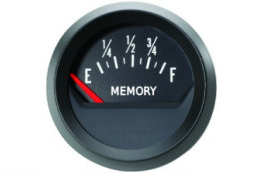 ¼ ½ ¾
E F
MEMORY